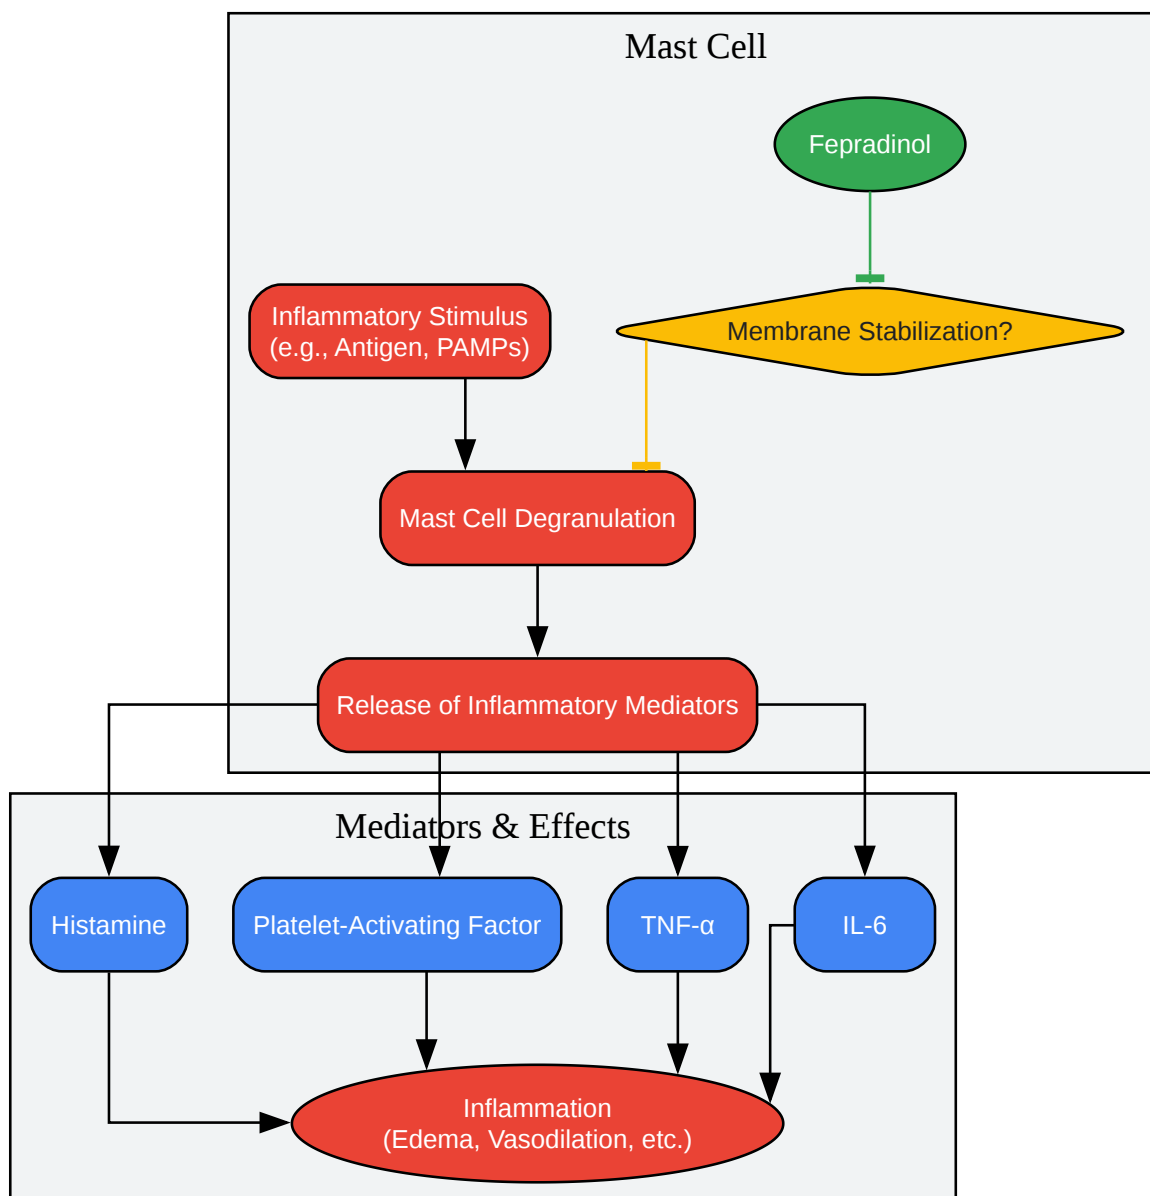 Mast Cell
Fepradinol
Inflammatory Stimulus
(e.g., Antigen, PAMPs)
Membrane Stabilization?
Mast Cell Degranulation
Release of Inflammatory Mediators
Mediators & Effects
Histamine
Platelet-Activating Factor
TNF-α
IL-6
Inflammation
(Edema, Vasodilation, etc.)